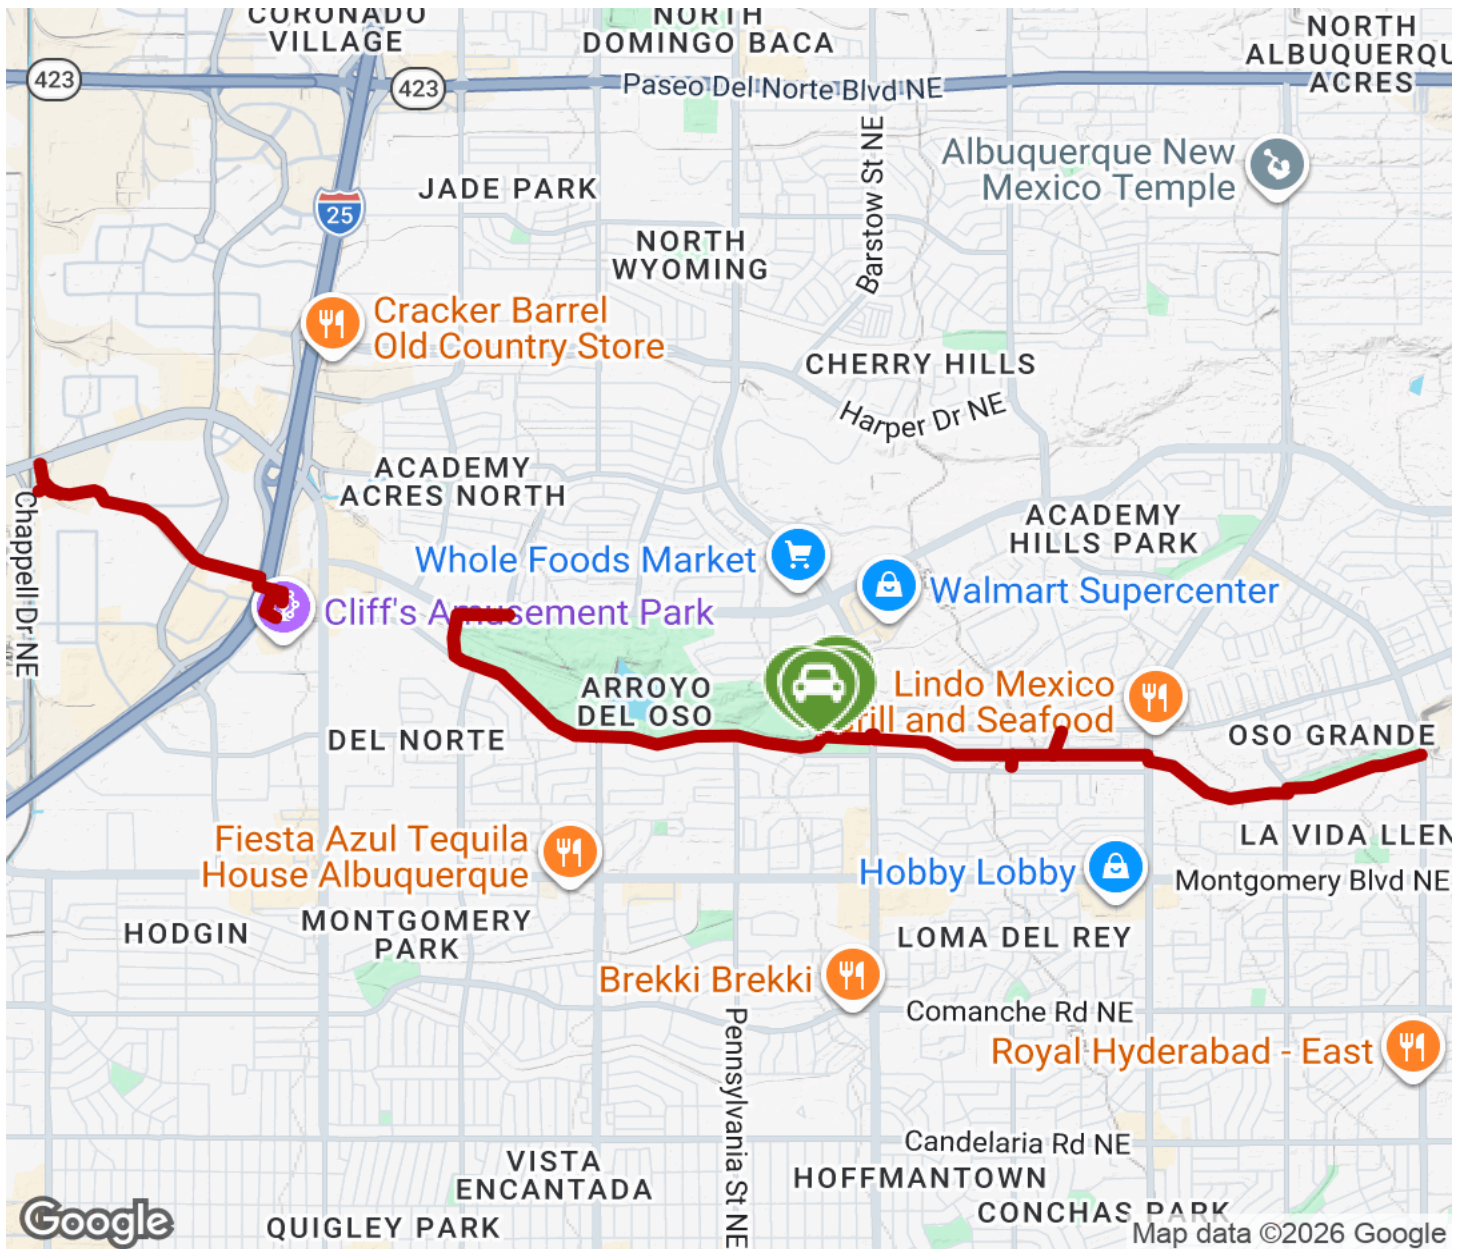 CORONADO
VILLAGE
NORTH
DOMINGO BACA
NORTH
ALBUQUERQU
ACRES
423
423
Paseo Del Norte Blvd NE
Barstow St NE
Albuquerque New
Mexico Temple
JADE PARK
25
NORTH
WYOMING
Cracker Barrel
Old Country Store
CHERRY HILLS
Harper Dr NE
ACADEMY
ACRES NORTH
Chappell Dr NE
ACADEMY
HILLS PARK
Whole Foods Market
Walmart Supercenter
Cliff's Amusement Park
ARROYO
DEL OSO
Lindo Mexico
Grill and Seafood
DEL NORTE
OSO GRANDE
Fiesta Azul Tequila
House Albuquerque
LA VIDA LLEN
Hobby Lobby
Montgomery Blvd NE
HODGIN
MONTGOMERY
PARK
LOMA DEL REY
Brekki Brekki
Comanche Rd NE
Pennsylvania St NE
Royal Hyderabad - East
Candelaria Rd NE
VISTA
ENCANTADA
HOFFMANTOWN
CONCHAS PARK
Google
QUIGLEY PARK
Map data ©2026 Google